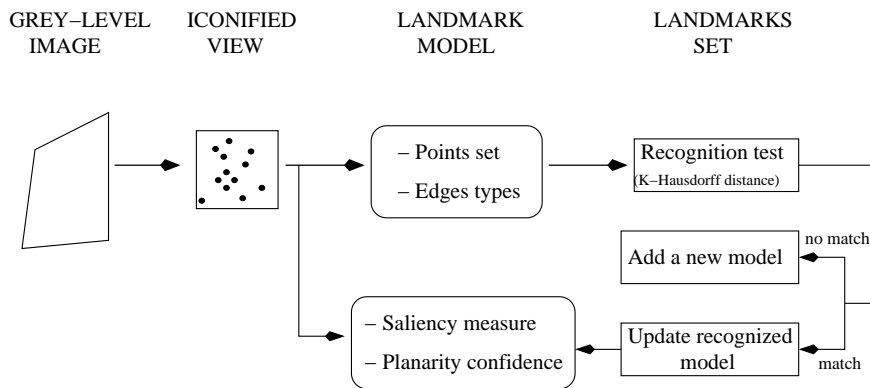 GREY–LEVEL
IMAGE
ICONIFIED
VIEW
LANDMARK
MODEL
LANDMARKS
SET
– Points set
– Edges types
Recognition test
(K–Hausdorff distance)
no match
Add a new model
– Saliency measure
– Planarity confidence
Update recognized
model
match